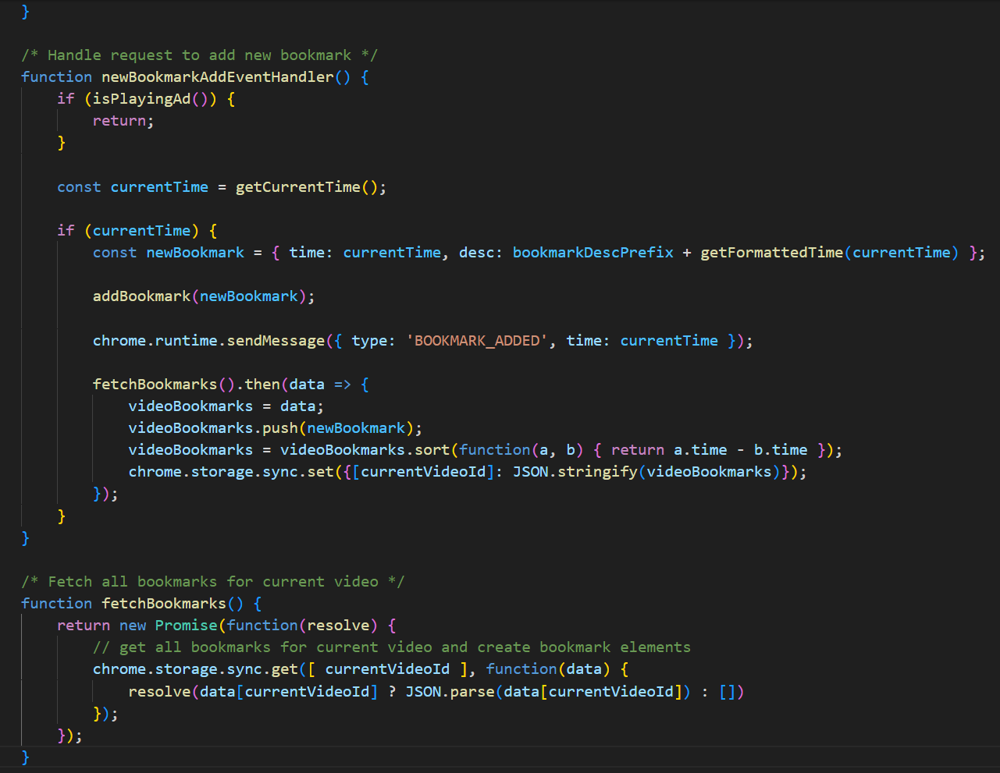 }
/* Handle request to add new bookmark */
function newBookmarkAddEventHandler() {
    if (isPlayingAd()) {
        return;
    }
    const currentTime = getCurrentTime();
    if (currentTime) {
        const newBookmark = { time: currentTime, desc: bookmarkDescPrefix + getFormattedTime(currentTime) };
        addBookmark(newBookmark);
        chrome.runtime.sendMessage({ type: 'BOOKMARK_ADDED', time: currentTime });
        fetchBookmarks().then(data => {
            videoBookmarks = data;
            videoBookmarks.push(newBookmark);
            videoBookmarks = videoBookmarks.sort(function(a, b) { return a.time - b.time });
            chrome.storage.sync.set({[currentVideoId]: JSON.stringify(videoBookmarks)});
        });
    }
}
/* Fetch all bookmarks for current video */
function fetchBookmarks() {
    return new Promise(function(resolve) {
        // get all bookmarks for current video and create bookmark elements
        chrome.storage.sync.get([ currentVideoId ], function(data) {
            resolve(data[currentVideoId] ? JSON.parse(data[currentVideoId]) : [])
        });
    });
}